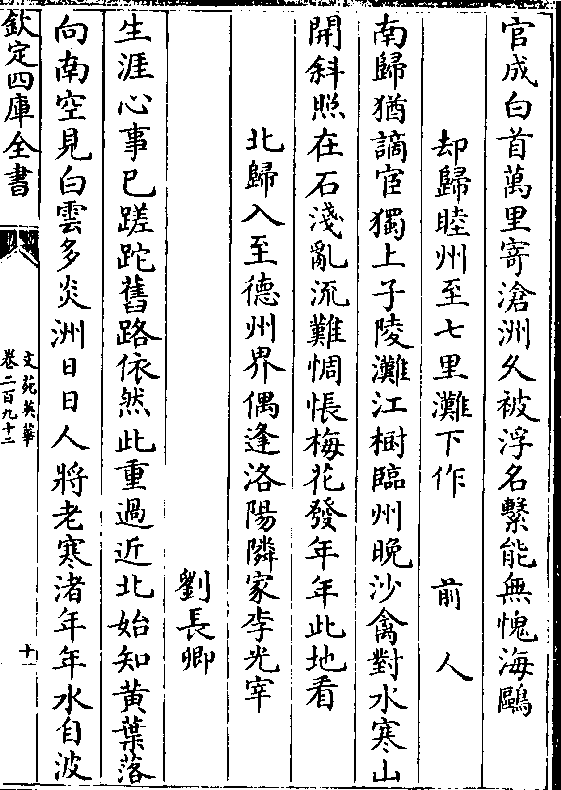 官成白首萬里寄滄洲久被浮名繫能無愧海鷗
却歸睦州至七里灘下作 前人
南歸猶謫宦獨上子陵灘江樹臨州晚沙禽對水寒山
開斜照在石淺亂流難惆悵梅花發年年此地看
北歸入至德州界偶逢洛陽隣家李光宰
劉長卿
生涯心事已蹉跎舊路依然此重過近北始知黃葉落
向南空見白雲多炎洲日日人將老寒渚年年水自波
欽定四庫全書
文苑英華
卷二百九十二
十一